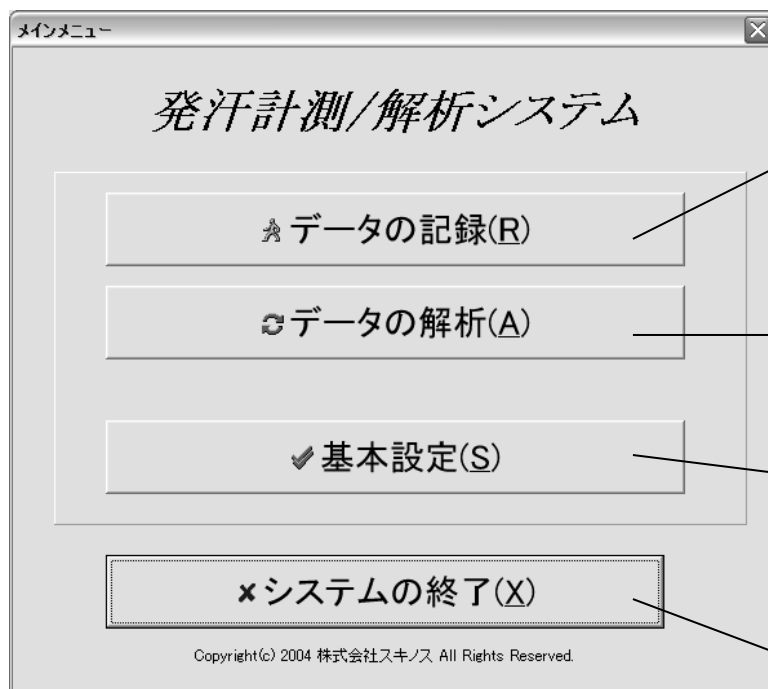 メインメニュー
発汗計測/解析システム
データの記録(R)
データの解析(A)
基本設定(S)
システムの終了(X)
Copyright(c) 2004 株式会社スキノス All Rights Reserved.